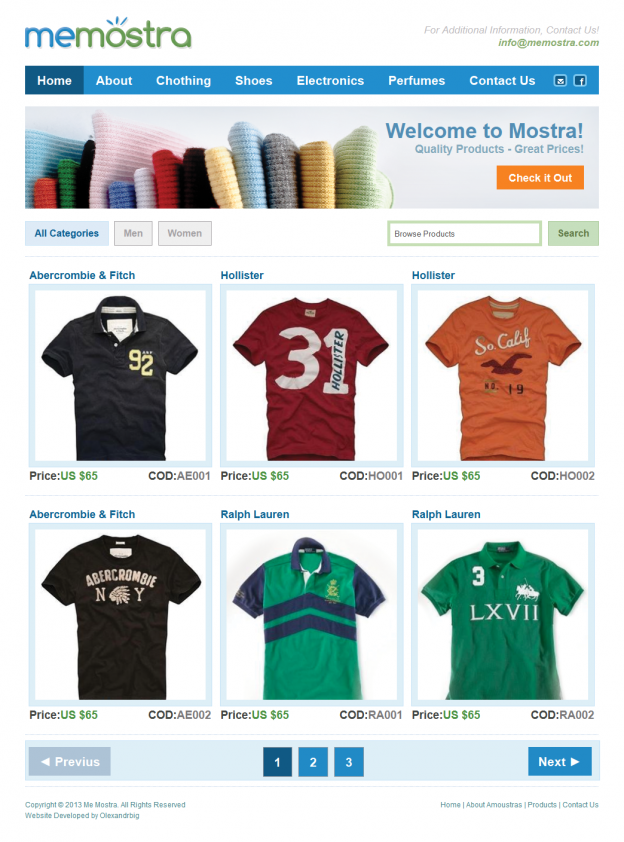 memostra
For Additional Information, Contact Us!
info@memostra.com
Home About Chothing Shoes Electronics Perfumes Contact Us
Welcome to Mostra!
Quality Products - Great Prices!
Check it Out
All Categories Men Women Browse Products Search
Abercrombie & Fitch Hollister Hollister
92
31
HOLLISTER
So. Calif
NO. 19
Price:US $65 COD:AE001 Price:US $65 COD:HO001 Price:US $65 COD:HO002
Abercrombie & Fitch Ralph Lauren Ralph Lauren
ABERCROMBIE
N Y
3
LXVII
Price:US $65 COD:AE002 Price:US $65 COD:RA001 Price:US $65 COD:RA002
◄ Previus 1 2 3 Next ►
Copyright © 2013 Me Mostra. All Rights Reserved Home | About Amoustras | Products | Contact Us
Website Developed by Olexandrbig